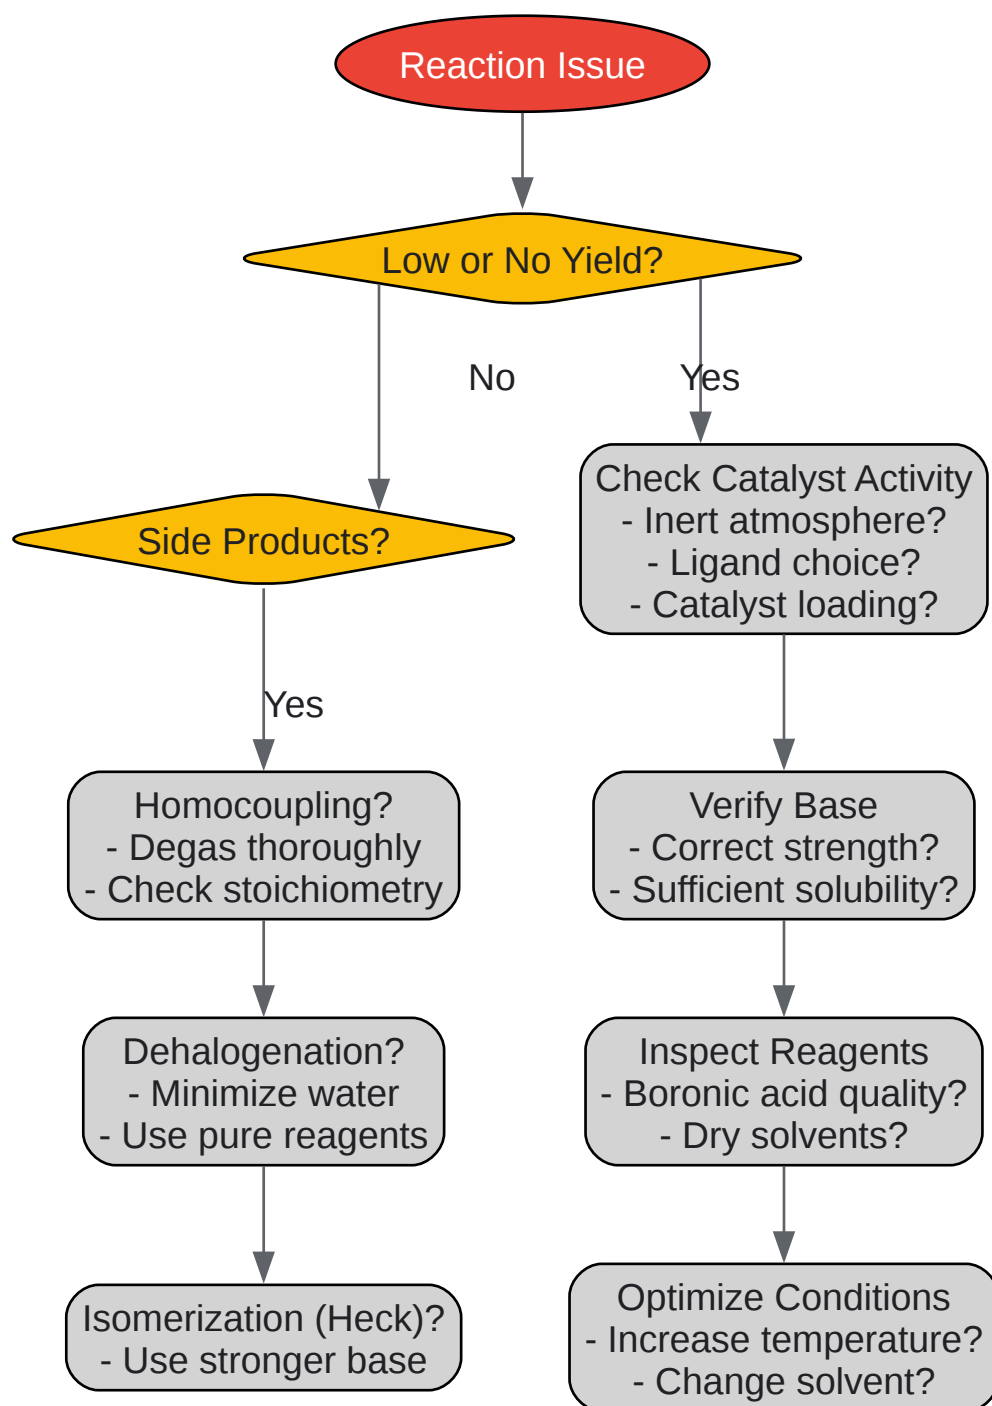 Reaction Issue
Low or No Yield?
No
Yes
Check Catalyst Activity
- Inert atmosphere?
- Ligand choice?
- Catalyst loading?
Side Products?
Yes
Homocoupling?
- Degas thoroughly
- Check stoichiometry
Verify Base
- Correct strength?
- Sufficient solubility?
Dehalogenation?
- Minimize water
- Use pure reagents
Inspect Reagents
- Boronic acid quality?
- Dry solvents?
Isomerization (Heck)?
- Use stronger base
Optimize Conditions
- Increase temperature?
- Change solvent?